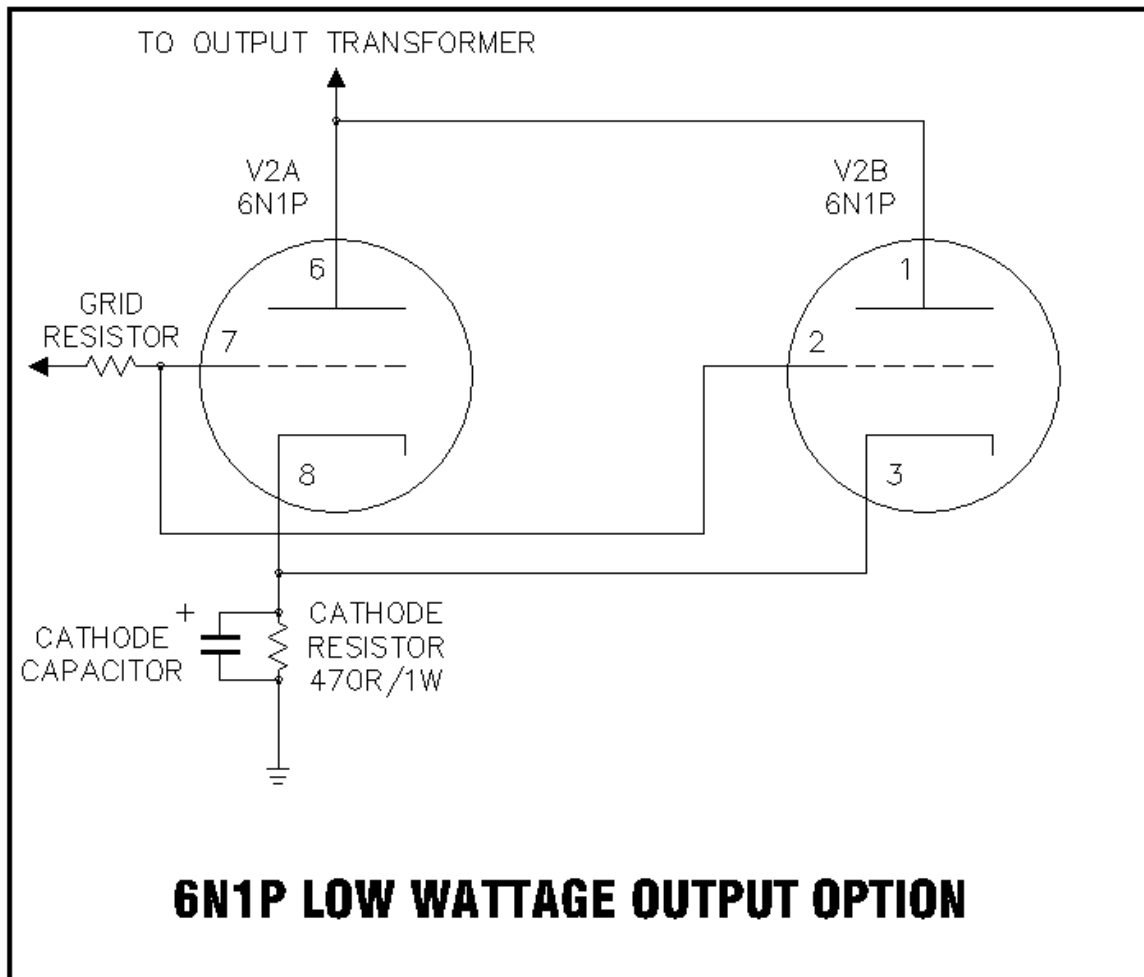 TO OUTPUT TRANSFORMER
V2A
6N1P
V2B
6N1P
6
1
GRID
RESISTOR
7
2
8
3
+
CATHODE
CAPACITOR
CATHODE
RESISTOR
470R/1W
6N1P LOW WATTAGE OUTPUT OPTION